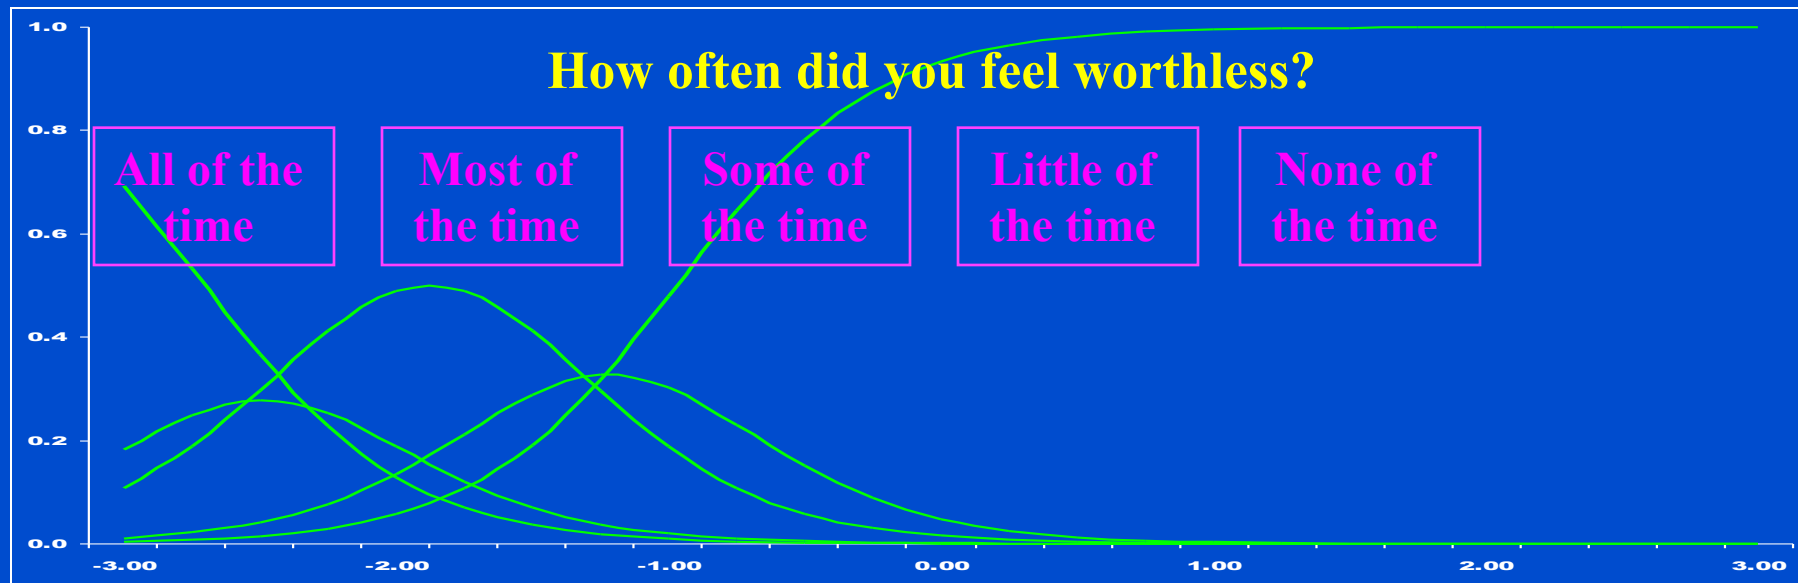 1.0
How often did you feel worthless?
0.8
All of the
time
Most of
the time
Some of
the time
Little of
the time
None of
the time
0.6
0.4
0.2
0.0
-3.00 -2.00 -1.00 0.00 1.00 2.00 3.00